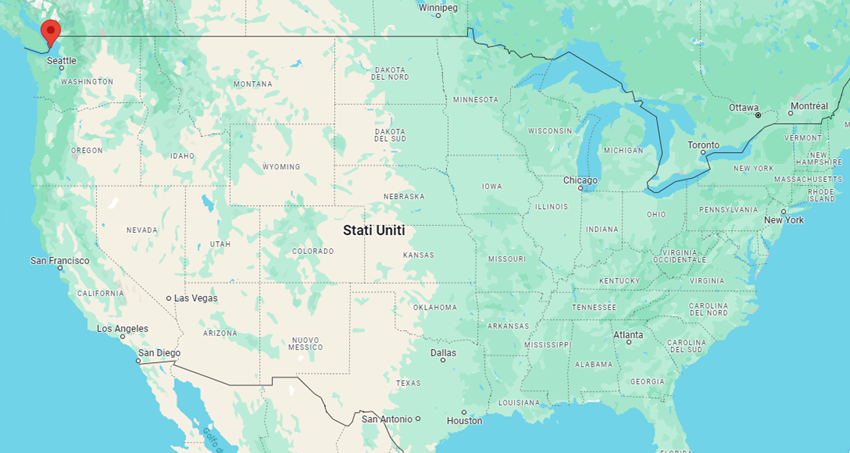 Winnipeg
Seattle
WASHINGTON
MONTANA
DAKOTA
DEL NORD
MINNESOTA
Ottawa
Montréal
OREGON
IDAHO
WYOMING
DAKOTA
DEL SUD
WISCONSIN
MICHIGAN
Toronto
VERMONT
NEW
HAMPSHIRE
NEW YORK
MASSACHUSETTS
RHODE
ISLAND
Chicago
IOWA
NEBRASKA
ILLINOIS
INDIANA
OHIO
PENNSYLVANIA
New York
NEVADA
UTAH
COLORADO
Stati Uniti
KANSAS
MISSOURI
VIRGINIA
OCCIDENTALE
VIRGINIA
KENTUCKY
San Francisco
CALIFORNIA
Las Vegas
OKLAHOMA
TENNESSEE
CAROLINA
DEL NORD
Los Angeles
ARIZONA
NUOVO
MESSICO
ARKANSAS
Atlanta
CAROLINA
DEL SUD
San Diego
Dallas
MISSISSIPPI
ALABAMA
GEORGIA
TEXAS
LOUISIANA
San Antonio
Houston